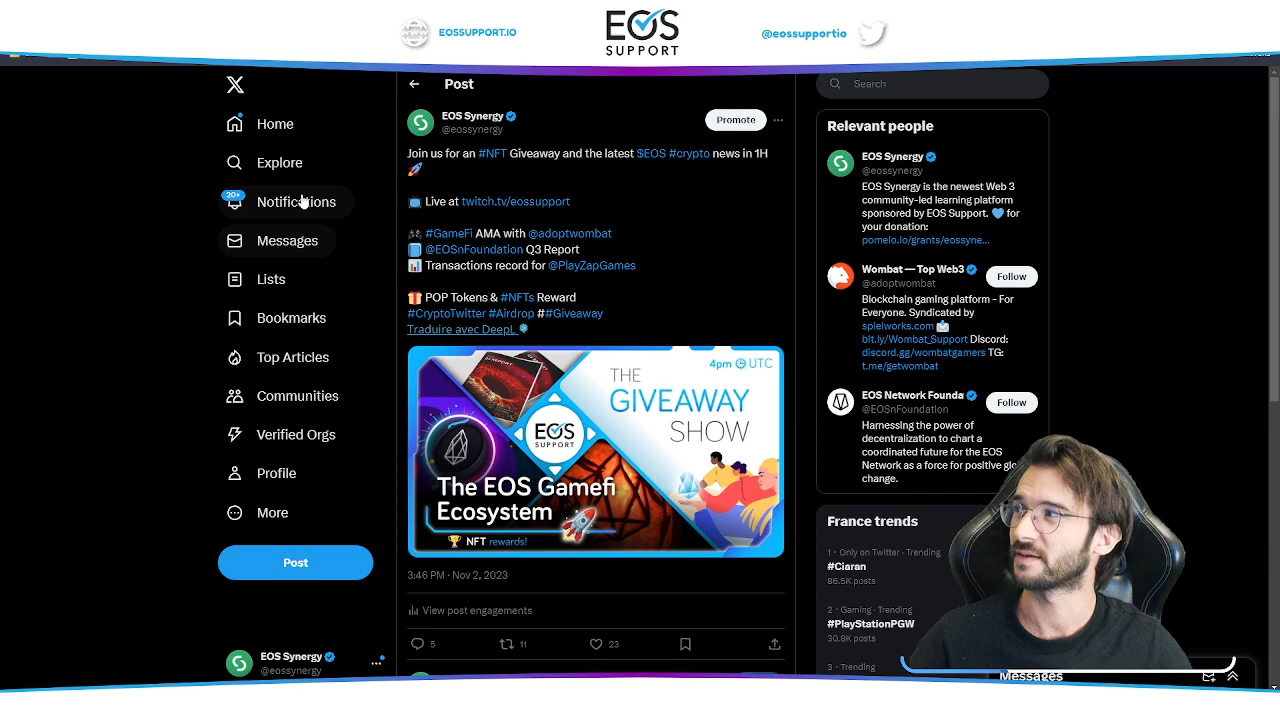 EOSSUPPORT.IO
EOS
SUPPORT
@eossupportio
Home
Explore
20+
Notifications
Messages
Lists
Bookmarks
Top Articles
Communities
Verified Orgs
Profile
More
Post
EOS Synergy
@eossynergy
Post
EOS Synergy
@eossynergy
Promote
Join us for an #NFT Giveaway and the latest $EOS #crypto news in 1H
🚀
📺 Live at twitch.tv/eossupport
🎮 #GameFi AMA with @adoptwombat
📘 @EOSnFoundation Q3 Report
📊 Transactions record for @PlayZapGames
🎁 POP Tokens & #NFTs Reward
#CryptoTwitter #Airdrop ##Giveaway
Traduire avec DeepL
4pm UTC
THE
GIVEAWAY
SHOW
REPORT
EOS
SUPPORT
The EOS Gamefi
Ecosystem
🏆 NFT rewards!
3:46 PM · Nov 2, 2023
View post engagements
5
11
23
Search
Relevant people
EOS Synergy
@eossynergy
EOS Synergy is the newest Web 3
community-led learning platform
sponsored by EOS Support. 💙 for
your donation:
pomelo.io/grants/eossyne...
Wombat — Top Web3
@adoptwombat
Follow
Blockchain gaming platform - For
Everyone. Syndicated by
spielworks.com 📩
bit.ly/Wombat_Support Discord:
discord.gg/wombatgamers TG:
t.me/getwombat
EOS Network Founda
@EOSnFoundation
Follow
Harnessing the power of
decentralization to chart a
coordinated future for the EOS
Network as a force for positive glo
change.
France trends
1 · Only on Twitter · Trending
#Ciaran
86.5K posts
2 · Gaming · Trending
#PlayStationPGW
30.8K posts
3 · Trending
Messages